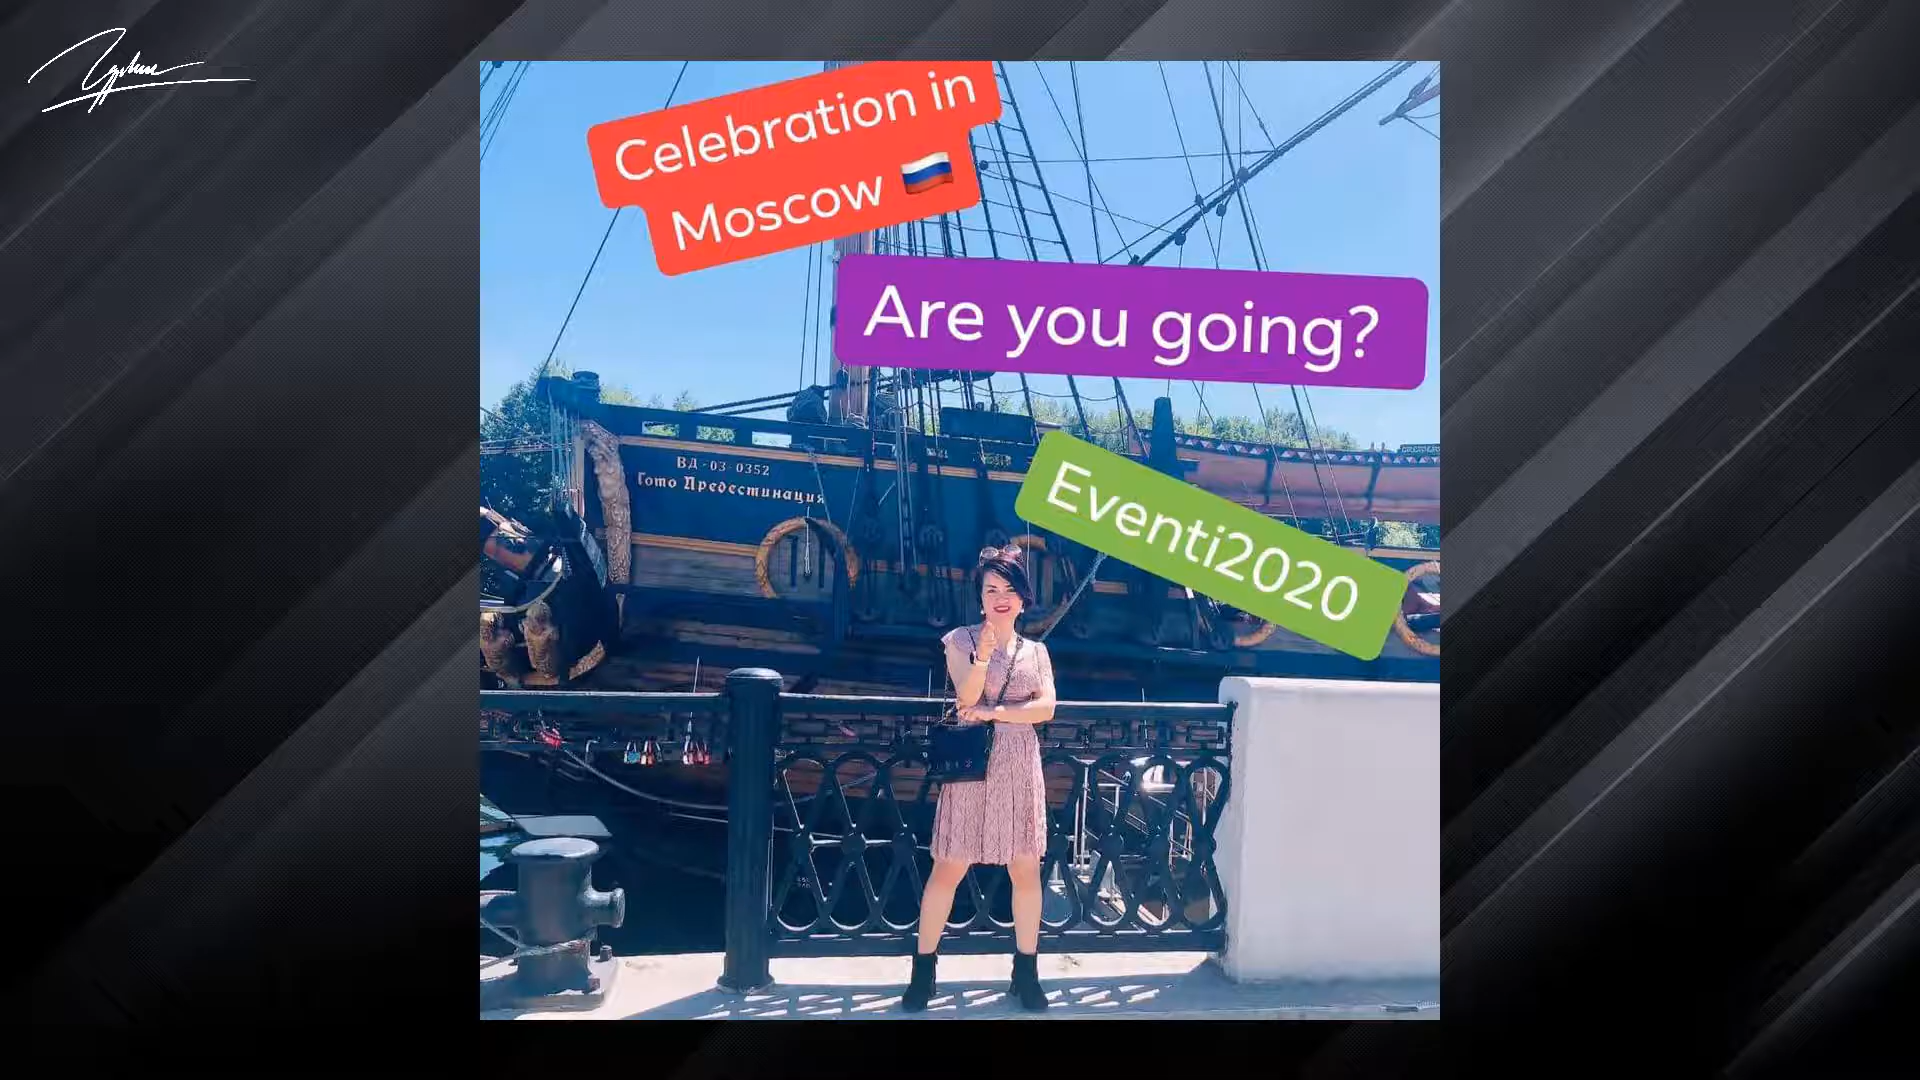 Celebration in
Moscow
Are you going?
Eventi2020
ВД-03-0352
Гото Предестинация